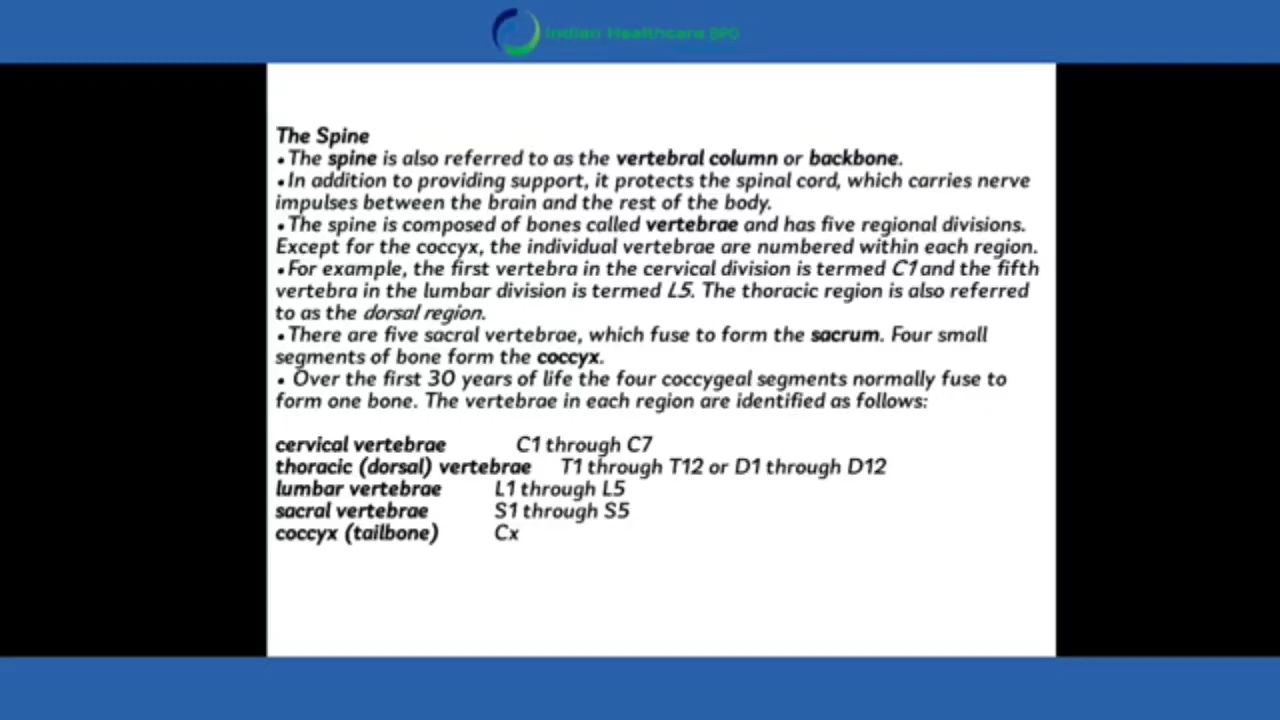 Indian Healthcare BPO
The Spine
•The spine is also referred to as the vertebral column or backbone.
•In addition to providing support, it protects the spinal cord, which carries nerve
impulses between the brain and the rest of the body.
•The spine is composed of bones called vertebrae and has five regional divisions.
Except for the coccyx, the individual vertebrae are numbered within each region.
•For example, the first vertebra in the cervical division is termed C1 and the fifth
vertebra in the lumbar division is termed L5. The thoracic region is also referred
to as the dorsal region.
•There are five sacral vertebrae, which fuse to form the sacrum. Four small
segments of bone form the coccyx.
• Over the first 30 years of life the four coccygeal segments normally fuse to
form one bone. The vertebrae in each region are identified as follows:
cervical vertebrae C1 through C7
thoracic (dorsal) vertebrae T1 through T12 or D1 through D12
lumbar vertebrae L1 through L5
sacral vertebrae S1 through S5
coccyx (tailbone) Cx